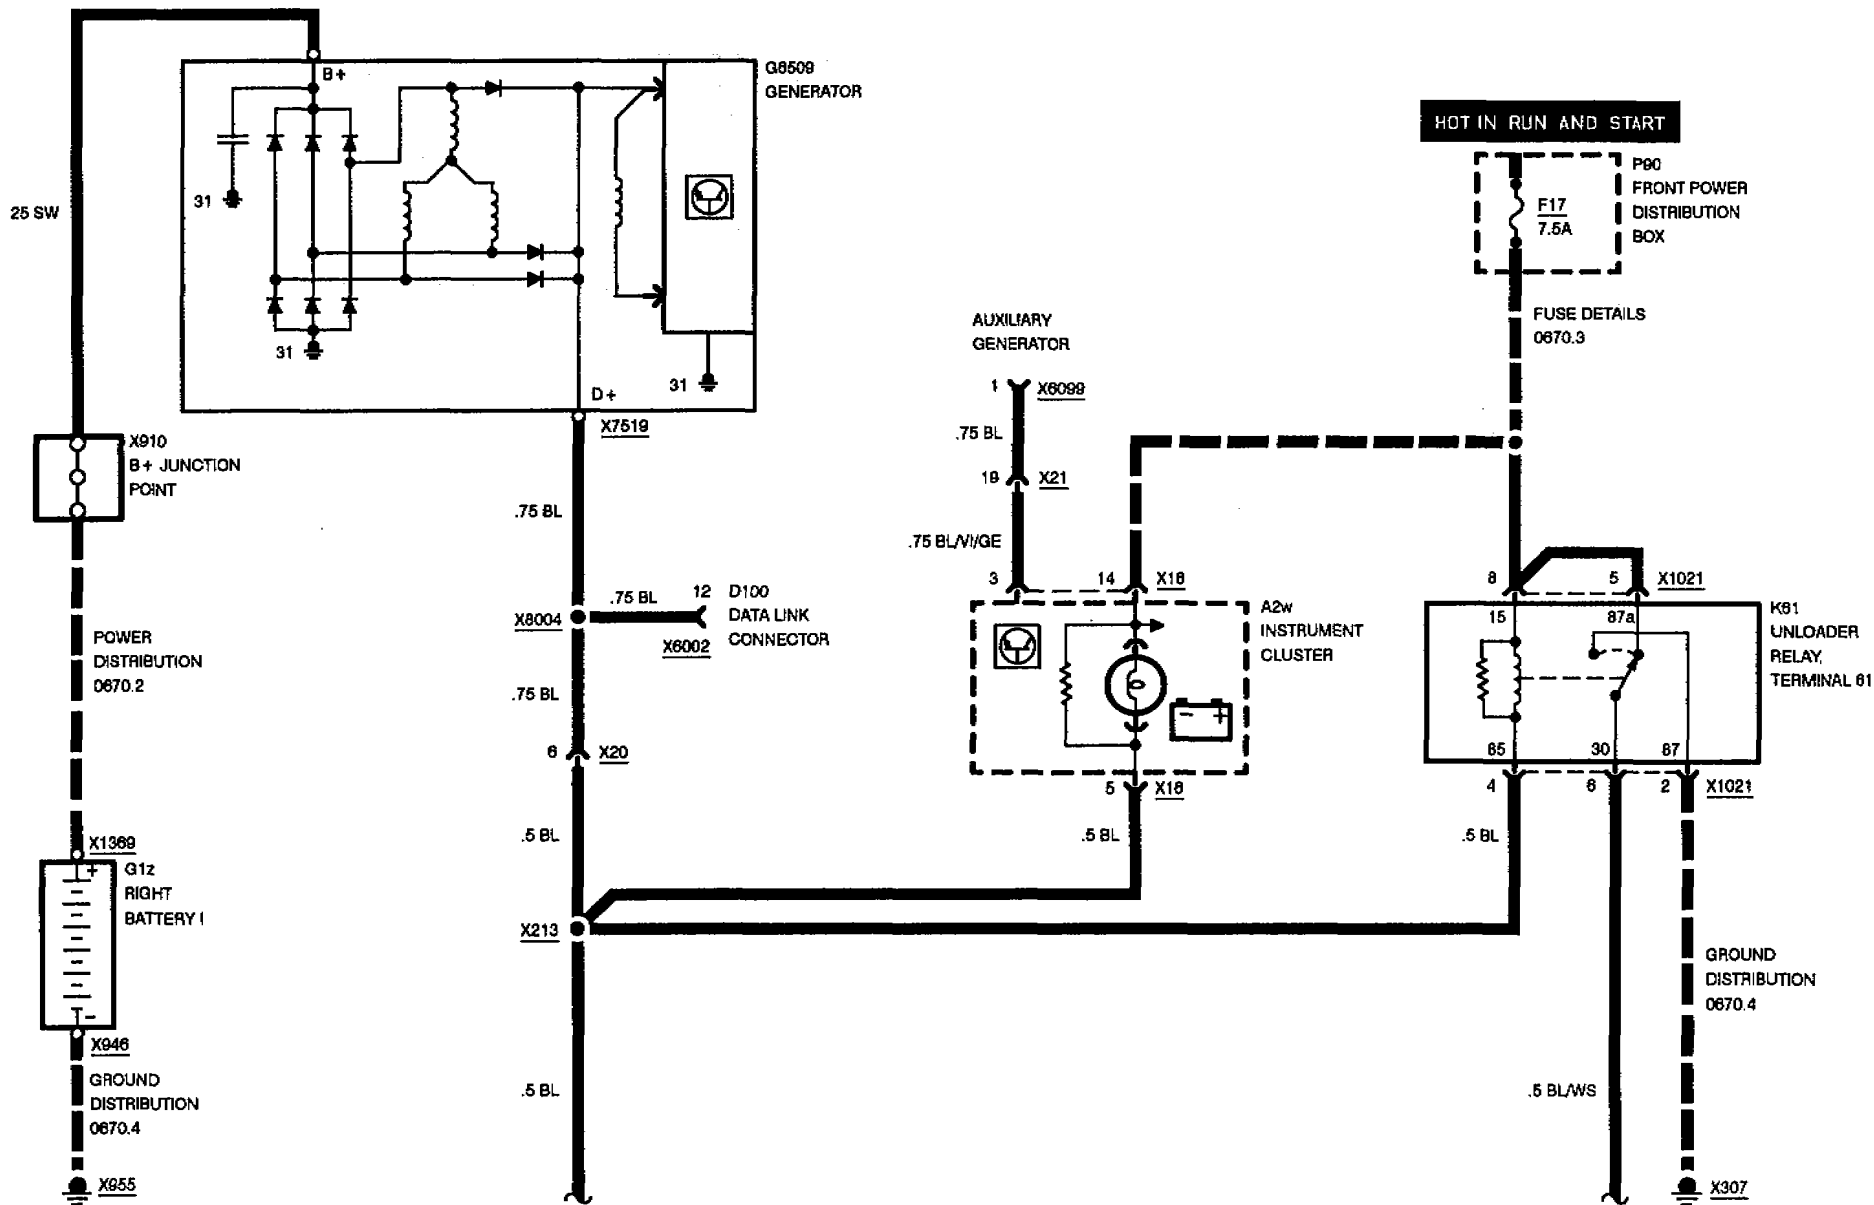 B+
G6509
GENERATOR
31
25 SW
31
31
D+
X7519
X910
B+ JUNCTION
POINT
.75 BL
.75 BL
12
D100
DATA LINK
CONNECTOR
X8004
X6002
.75 BL
6
X20
POWER
DISTRIBUTION
0670.2
.5 BL
X1369
+
G1z
RIGHT
BATTERY I
-
X213
X946
GROUND
DISTRIBUTION
0670.4
.5 BL
X955
AUXILIARY
GENERATOR
1
X6099
.75 BL
19
X21
.75 BL/VI/GE
3
14
X18
A2w
INSTRUMENT
CLUSTER
- +
5
X18
.5 BL
HOT IN RUN AND START
P90
FRONT POWER
DISTRIBUTION
BOX
F17
7.5A
FUSE DETAILS
0670.3
8
5
X1021
15
87a
K61
UNLOADER
RELAY,
TERMINAL 61
85
30
87
4
6
2
X1021
.5 BL
GROUND
DISTRIBUTION
0670.4
.5 BL/WS
X307